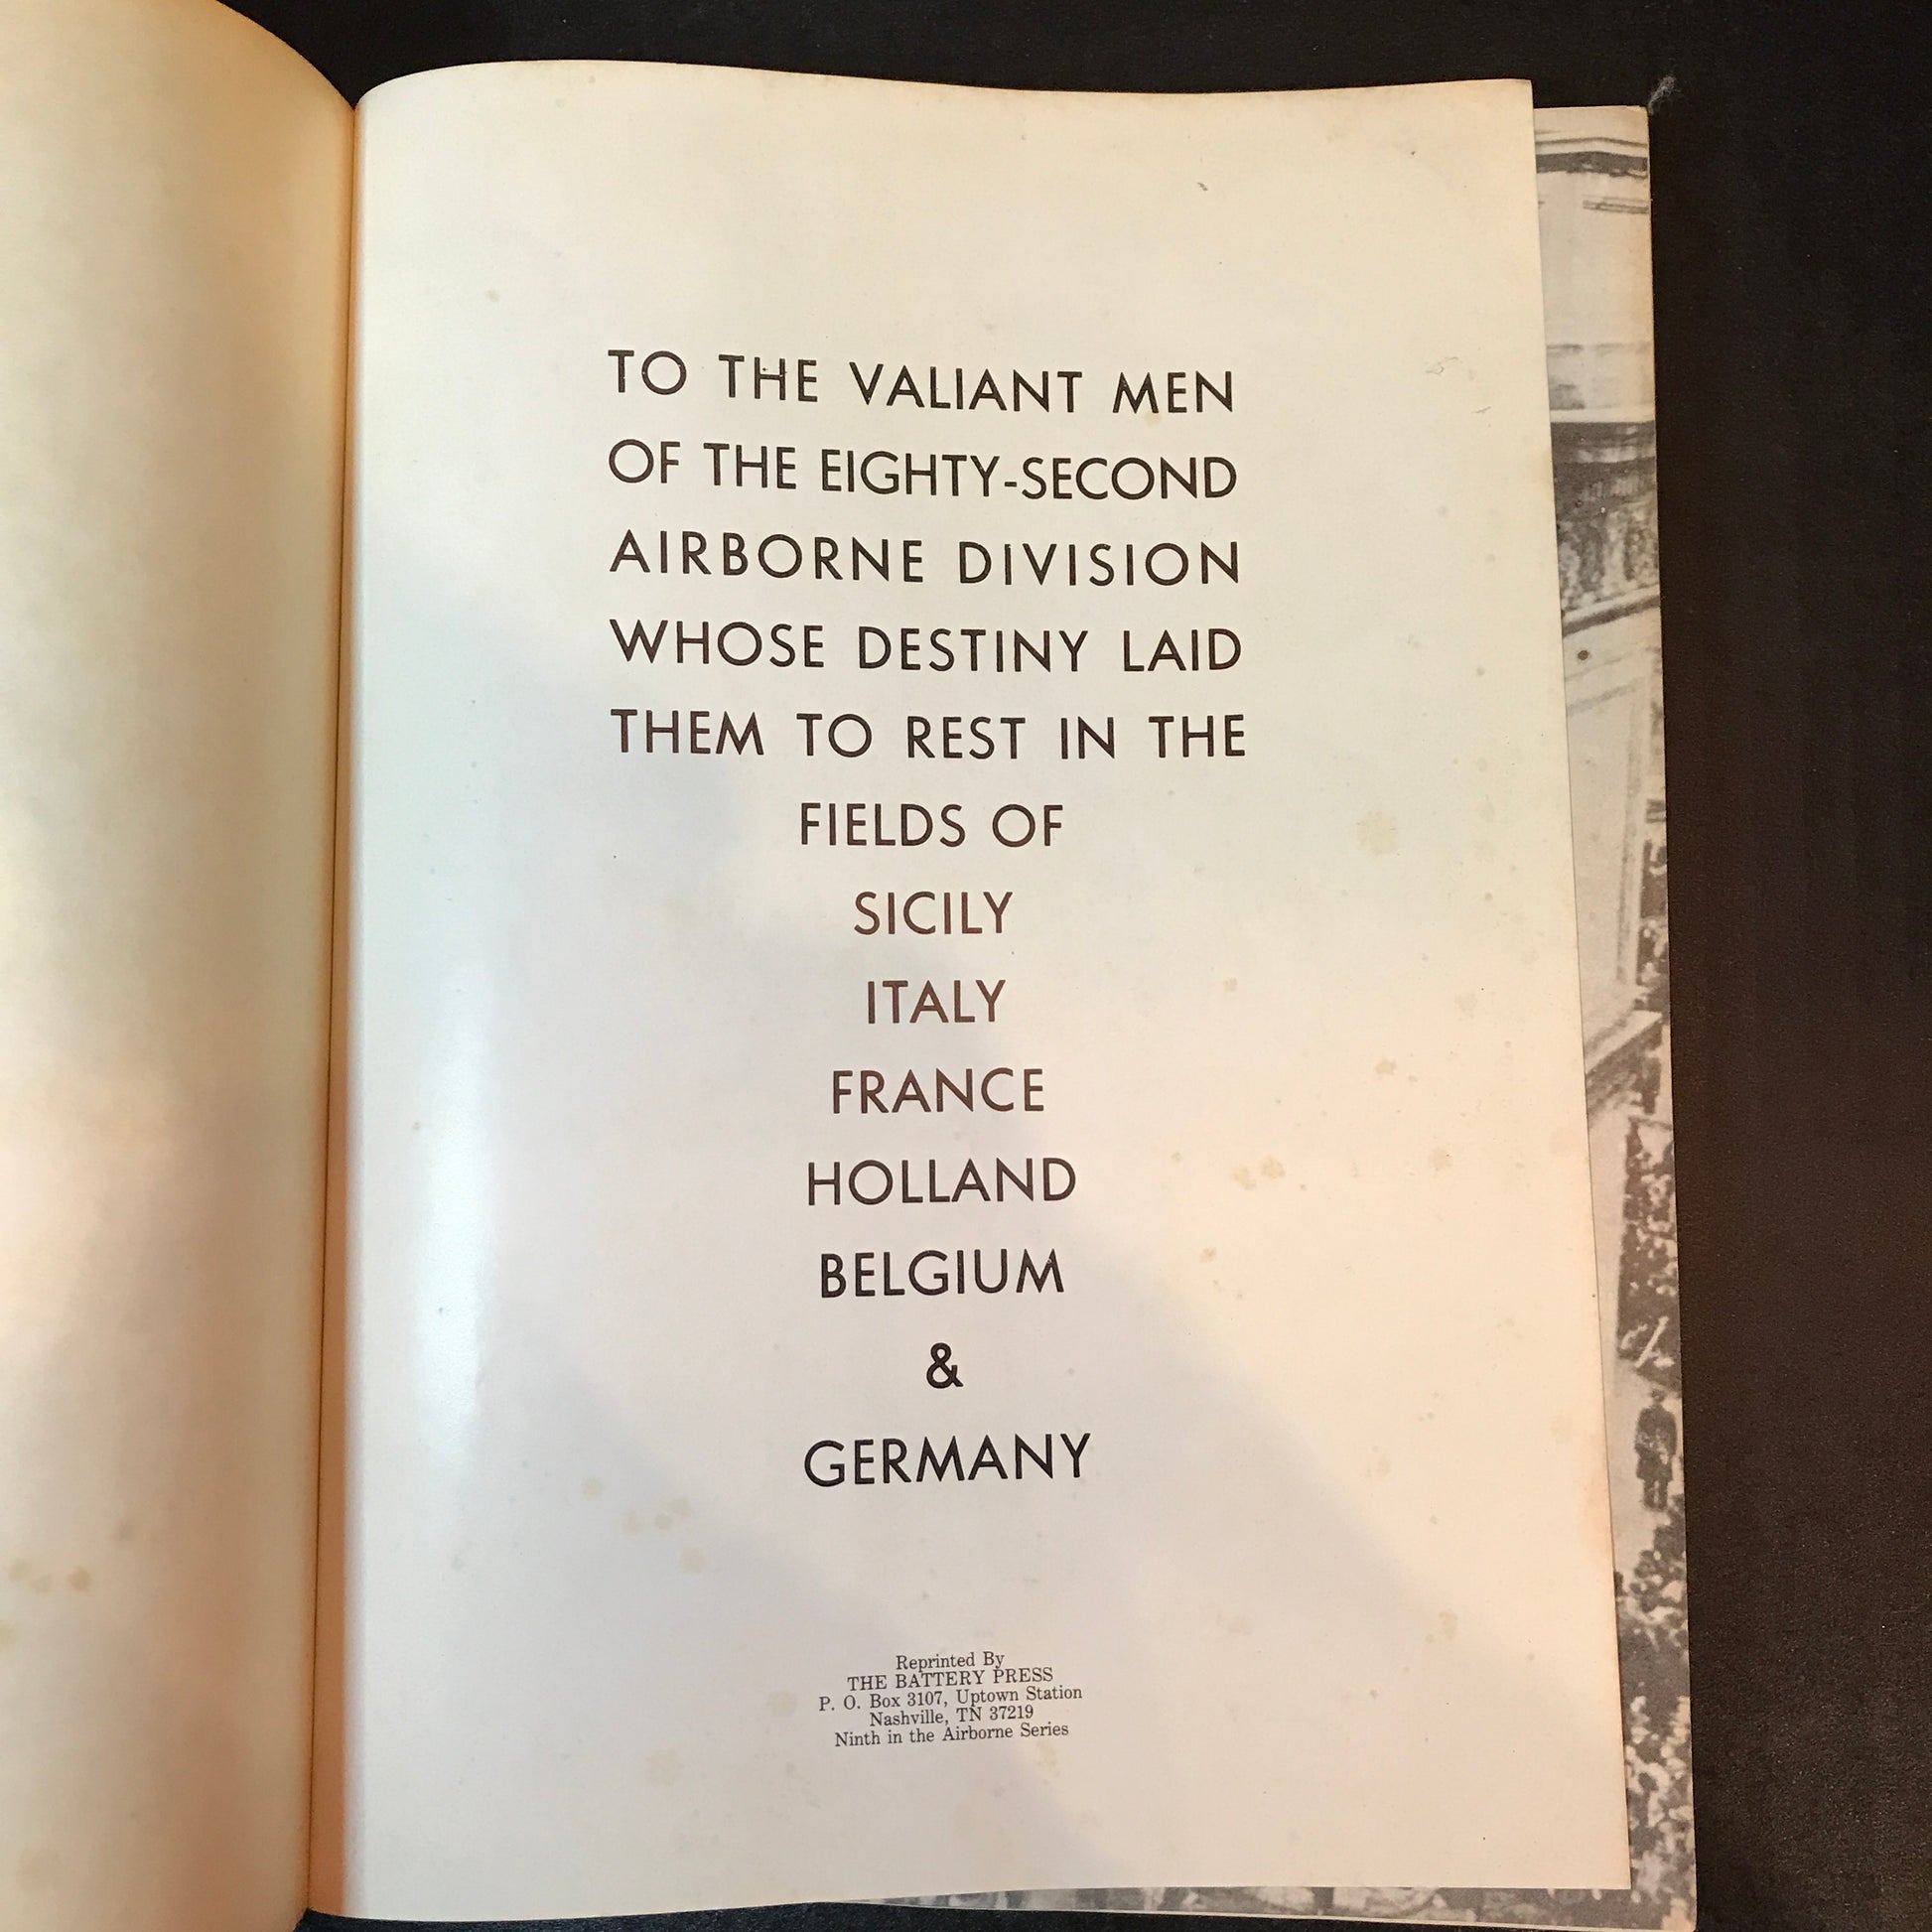 TO THE VALIANT MEN
OF THE EIGHTY-SECOND
AIRBORNE DIVISION
WHOSE DESTINY LAID
THEM TO REST IN THE
FIELDS OF
SICILY
ITALY
FRANCE
HOLLAND
BELGIUM
&
GERMANY
Reprinted By
THE BATTERY PRESS
P. O. Box 3107, Uptown Station
Nashville, TN 37219
Ninth in the Airborne Series